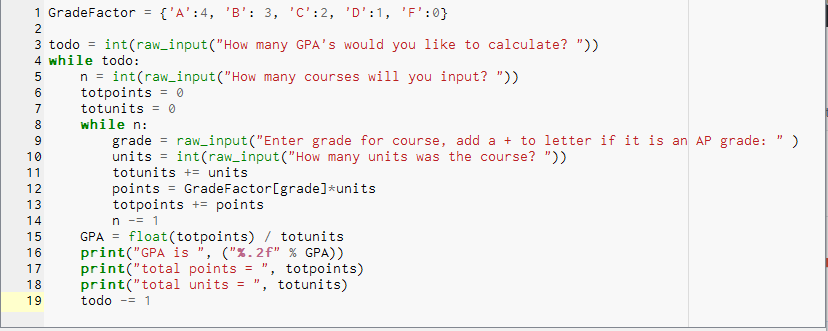 1 GradeFactor = {'A':4, 'B': 3, 'C':2, 'D':1, 'F':0}
2
3 todo = int(raw_input("How many GPA's would you like to calculate? "))
4 while todo:
5     n = int(raw_input("How many courses will you input? "))
6     totpoints = 0
7     totunits = 0
8     while n:
9         grade = raw_input("Enter grade for course, add a + to letter if it is an AP grade: " )
10         units = int(raw_input("How many units was the course? "))
11         totunits += units
12         points = GradeFactor[grade]*units
13         totpoints += points
14         n -= 1
15     GPA = float(totpoints) / totunits
16     print("GPA is ", ("%.2f" % GPA))
17     print("total points = ", totpoints)
18     print("total units = ", totunits)
19     todo -= 1